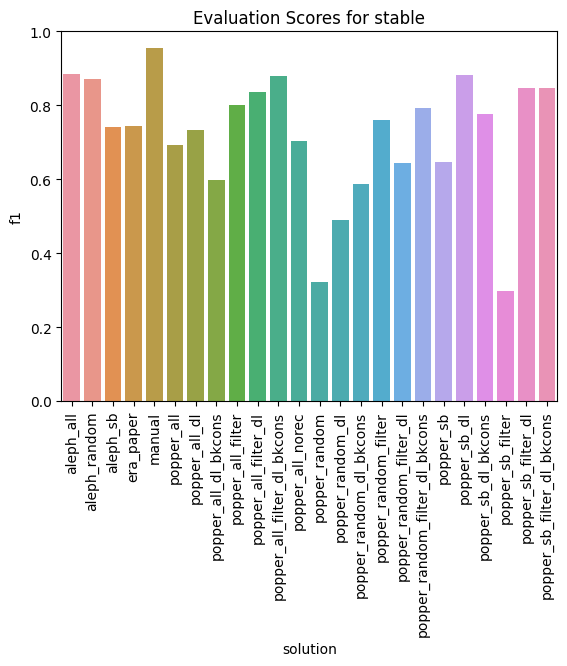 Evaluation Scores for stable
1.0
0.8
0.6
0.4
0.2
0.0
f1
aleph_all
aleph_random
aleph_sb
era_paper
manual
popper_all
popper_all_dl
popper_all_dl_bkcons
popper_all_filter
popper_all_filter_dl
popper_all_filter_dl_bkcons
popper_all_norec
popper_random
popper_random_dl
popper_random_dl_bkcons
popper_random_filter
popper_random_filter_dl
popper_random_filter_dl_bkcons
popper_sb
popper_sb_dl
popper_sb_dl_bkcons
popper_sb_filter
popper_sb_filter_dl
popper_sb_filter_dl_bkcons
solution